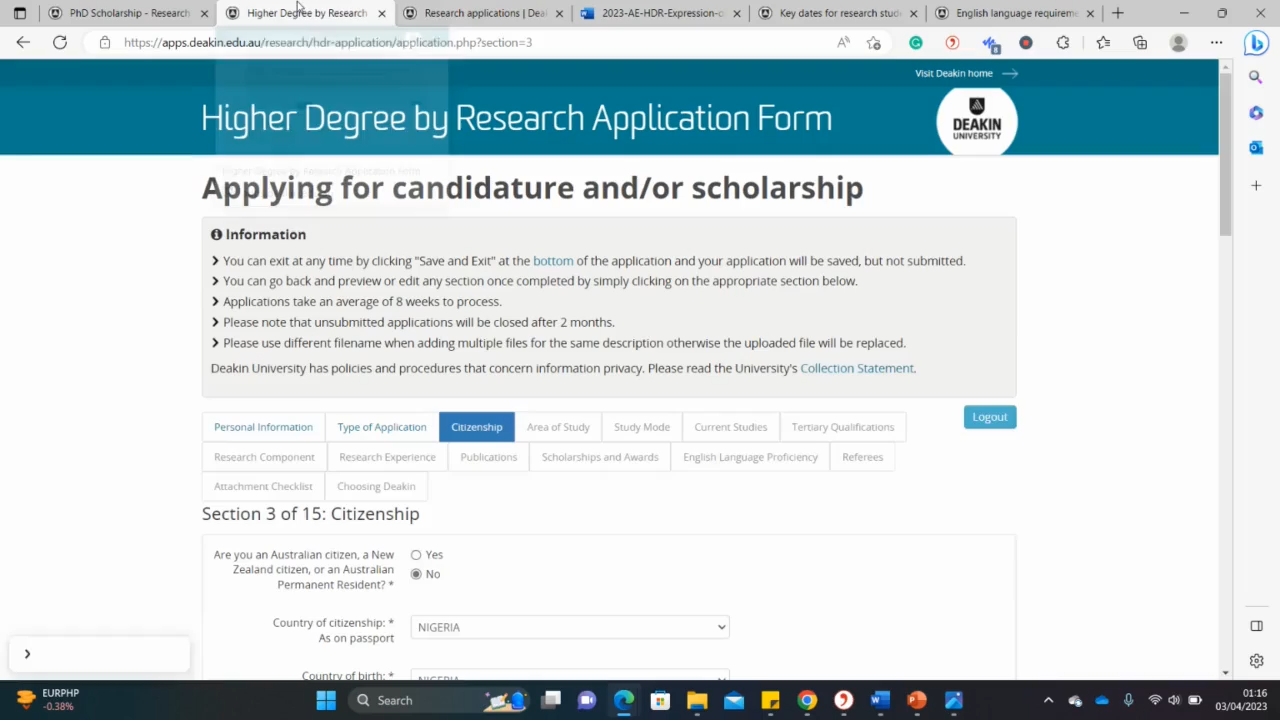 PhD Scholarship - Research
Higher Degree by Research
Research applications | Dea
2023-AE-HDR-Expression-o
Key dates for research stude
English language requireme
https://apps.deakin.edu.au/research/hdr-application/application.php?section=3
Visit Deakin home
Higher Degree by Research Application Form
DEAKIN
UNIVERSITY
Higher Degree by Research Application Form
Applying for candidature and/or scholarship
Information
You can exit at any time by clicking "Save and Exit" at the bottom of the application and your application will be saved, but not submitted.
You can go back and preview or edit any section once completed by simply clicking on the appropriate section below.
Applications take an average of 8 weeks to process.
Please note that unsubmitted applications will be closed after 2 months.
Please use different filename when adding multiple files for the same description otherwise the uploaded file will be replaced.
Deakin University has policies and procedures that concern information privacy. Please read the University's Collection Statement.
Logout
Personal Information
Type of Application
Citizenship
Area of Study
Study Mode
Current Studies
Tertiary Qualifications
Research Component
Research Experience
Publications
Scholarships and Awards
English Language Proficiency
Referees
Attachment Checklist
Choosing Deakin
Section 3 of 15: Citizenship
Are you an Australian citizen, a New
Zealand citizen, or an Australian
Permanent Resident? *
Yes
No
Country of citizenship: *
As on passport
NIGERIA
Country of birth: *
NIGERIA
EURPHP
-0.38%
Search
01:16
03/04/2023